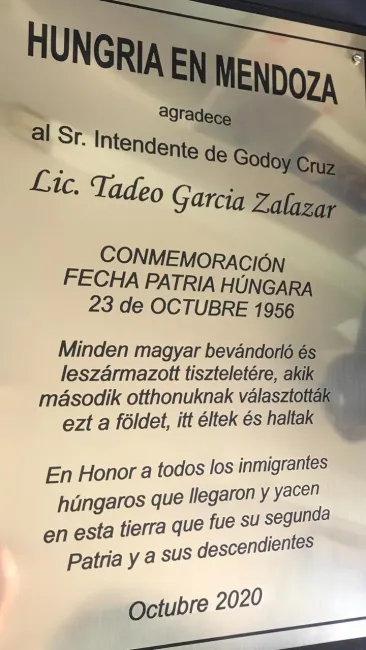 HUNGRIA EN MENDOZA
agradece
al Sr. Intendente de Godoy Cruz
Lic. Tadeo Garcia Zalazar
CONMEMORACIÓN
FECHA PATRIA HÚNGARA
23 de OCTUBRE 1956
Minden magyar bevándorló és
leszármazott tiszteletére, akik
második otthonuknak választották
ezt a földet, itt éltek és haltak
En Honor a todos los inmigrantes
húngaros que llegaron y yacen
en esta tierra que fue su segunda
Patria y a sus descendientes
Octubre 2020